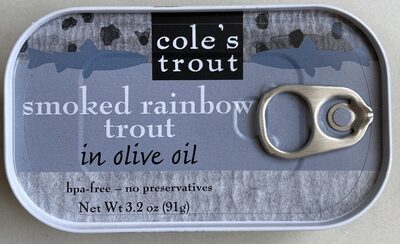 cole's
trout
smoked rainbow
trout
in olive oil
bpa-free – no preservatives
Net Wt 3.2 oz (91g)